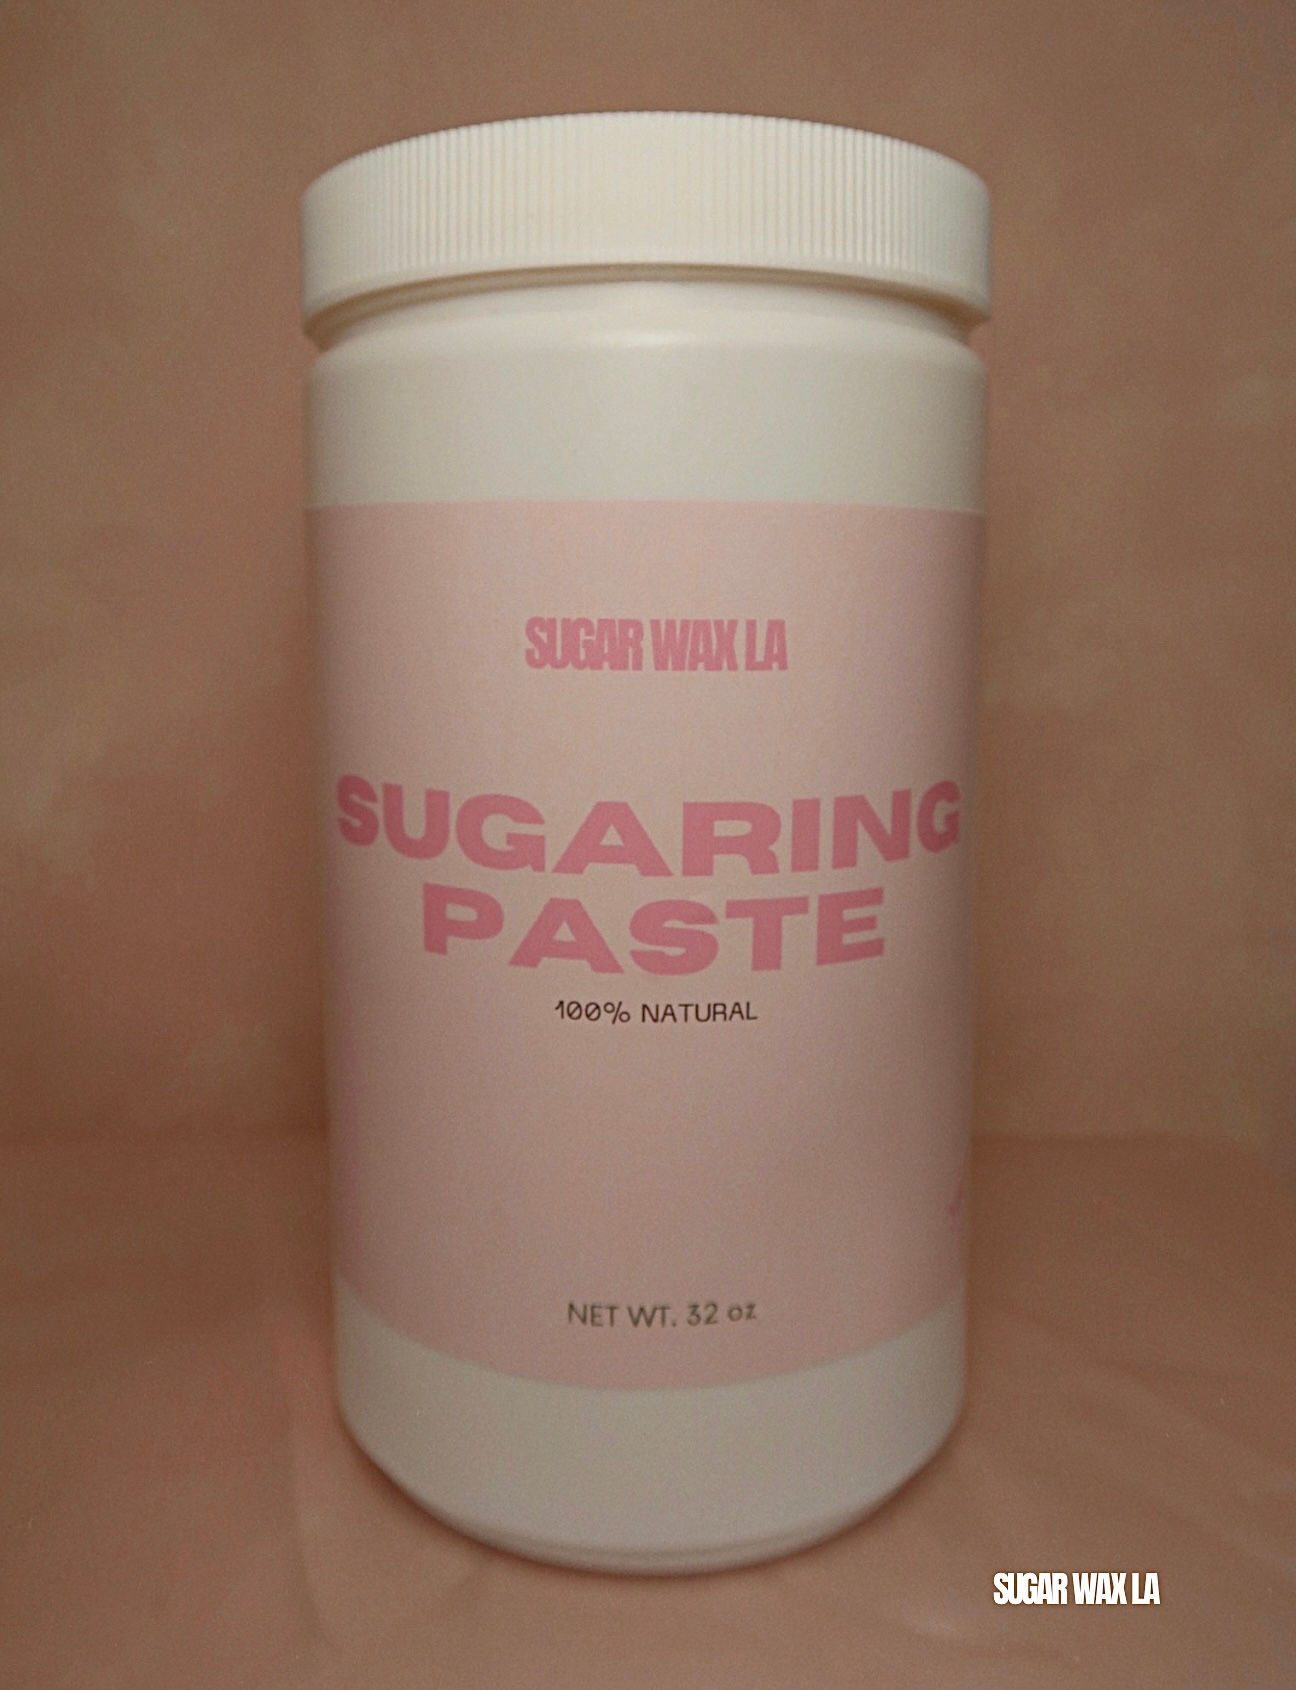 SUGAR WAX LA
SUGARING
PASTE
100% NATURAL
NET WT. 32 oz
SUGAR WAX LA